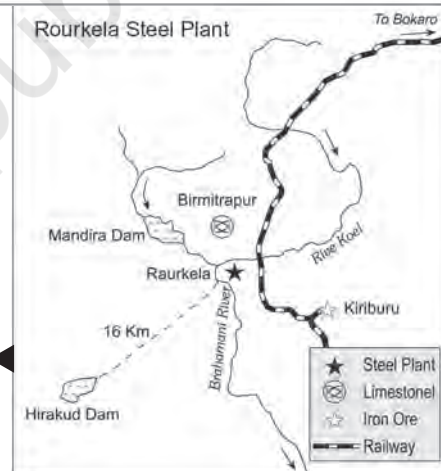 Rourkela Steel Plant
To Bokaro
Birmitrapur
Mandira Dam
Rive Koel
Raurkela
Kiriburu
16 Km
Brahamani River
Hirakud Dam
Steel Plant
Limestonel
Iron Ore
Railway